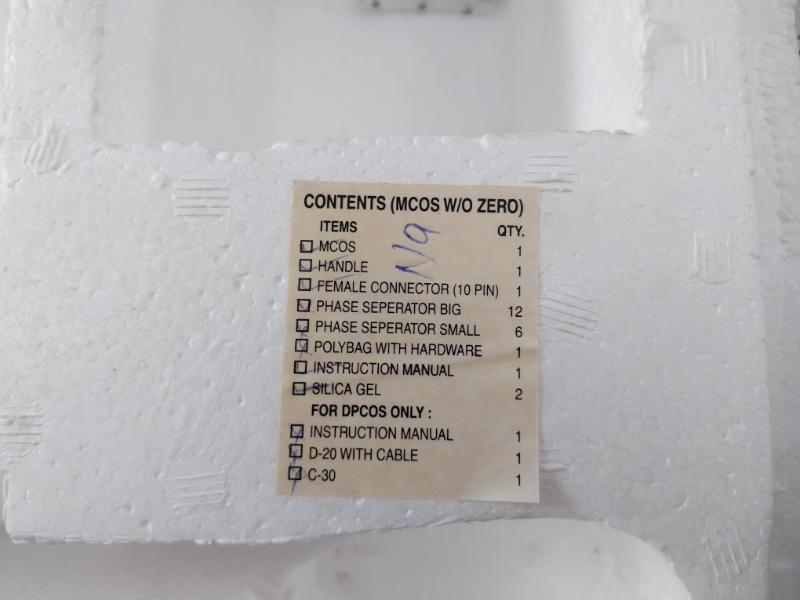 CONTENTS (MCOS W/O ZERO)
ITEMS QTY.
Na
MCOS 1
HANDLE 1
FEMALE CONNECTOR (10 PIN) 1
PHASE SEPERATOR BIG 12
PHASE SEPERATOR SMALL 6
POLYBAG WITH HARDWARE 1
INSTRUCTION MANUAL 1
SILICA GEL 2
FOR DPCOS ONLY :
INSTRUCTION MANUAL 1
D-20 WITH CABLE 1
C-30 1